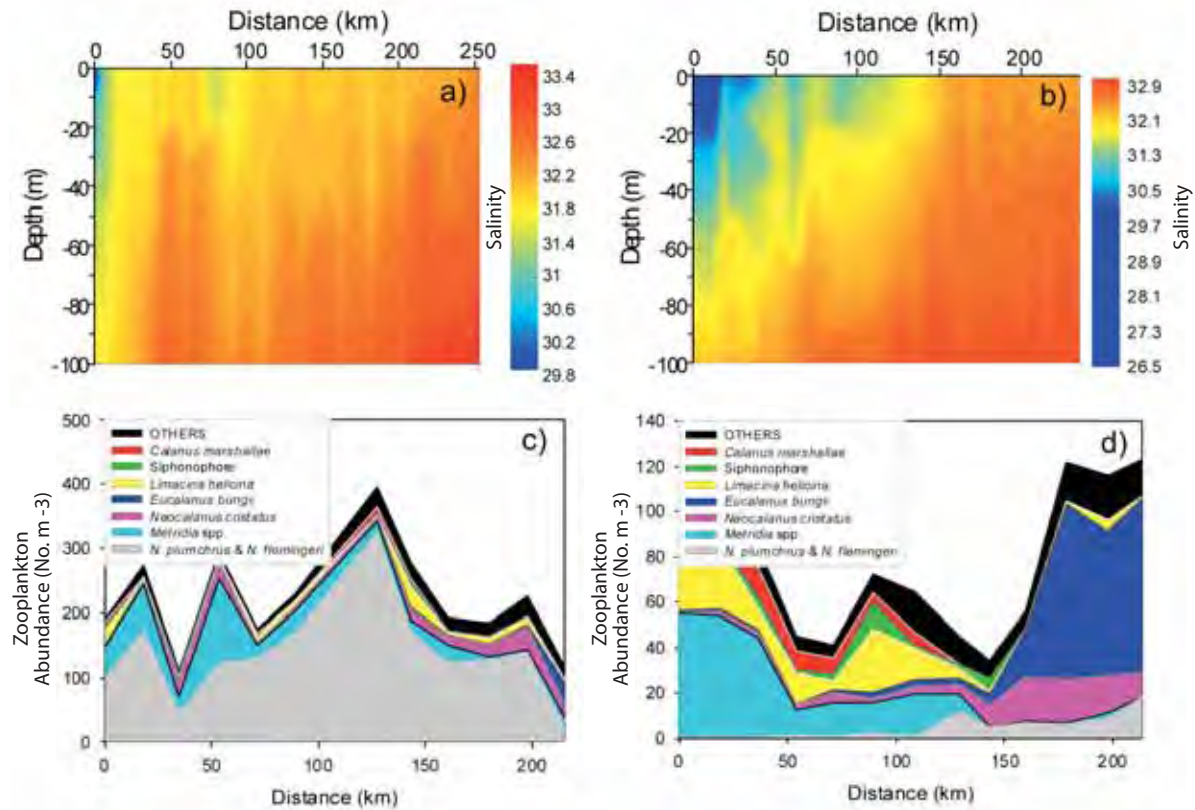 Distance (km)
0 50 100 150 200 250
0
-20
-40
-60
-80
-100
Depth (m)
a)
33.4
33
32.6
32.2
31.8
31.4
31
30.6
30.2
29.8
Salinity
Distance (km)
0 50 100 150 200
0
-20
-40
-60
-80
-100
Depth (m)
b)
32.9
32.1
31.3
30.5
29.7
28.9
28.1
27.3
26.5
Salinity
500
400
300
200
100
0
Zooplankton
Abundance (No. m -3)
c)
OTHERS
Calanus marshallae
Siphonophore
Limacina helicina
Eucalanus bungii
Neocalanus cristatus
Metridia spp.
N. plumchrus & N. flemingeri
0 50 100 150 200
Distance (km)
140
120
100
80
60
40
20
0
Zooplankton
Abundance (No. m -3)
d)
OTHERS
Calanus marshallae
Siphonophore
Limacina helicina
Eucalanus bungii
Neocalanus cristatus
Metridia spp.
N. plumchrus & N. flemingeri
0 50 100 150 200
Distance (km)